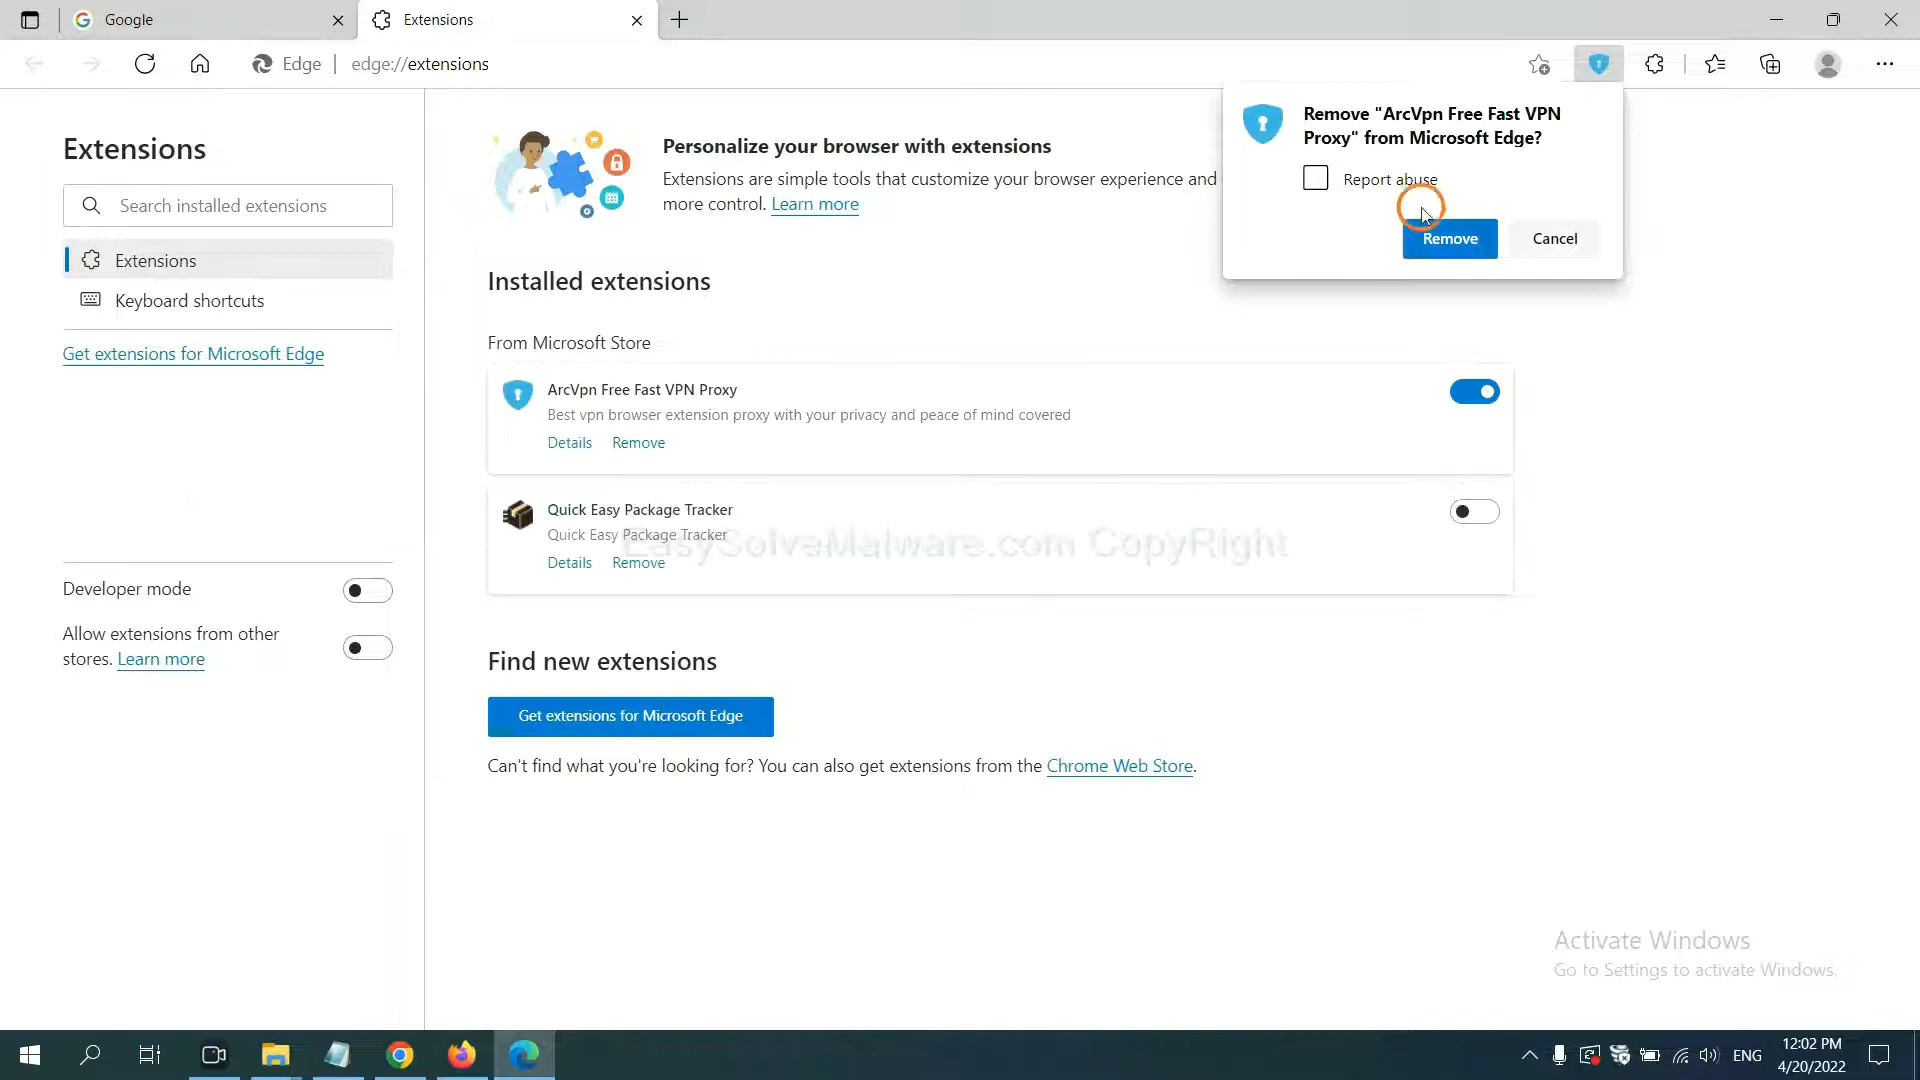 Google
Extensions
Edge
edge://extensions
Extensions
Search installed extensions
Extensions
Keyboard shortcuts
Get extensions for Microsoft Edge
Developer mode
Allow extensions from other
stores. Learn more
Personalize your browser with extensions
Extensions are simple tools that customize your browser experience and
more control. Learn more
Remove "ArcVpn Free Fast VPN
Proxy" from Microsoft Edge?
Report abuse
Remove
Cancel
Installed extensions
From Microsoft Store
ArcVpn Free Fast VPN Proxy
Best vpn browser extension proxy with your privacy and peace of mind covered
Details
Remove
Quick Easy Package Tracker
Quick Easy Package Tracker
EasySolveMalware.com CopyRight
Details
Remove
Find new extensions
Get extensions for Microsoft Edge
Can't find what you're looking for? You can also get extensions from the Chrome Web Store.
Activate Windows
Go to Settings to activate Windows.
ENG
12:02 PM
4/20/2022